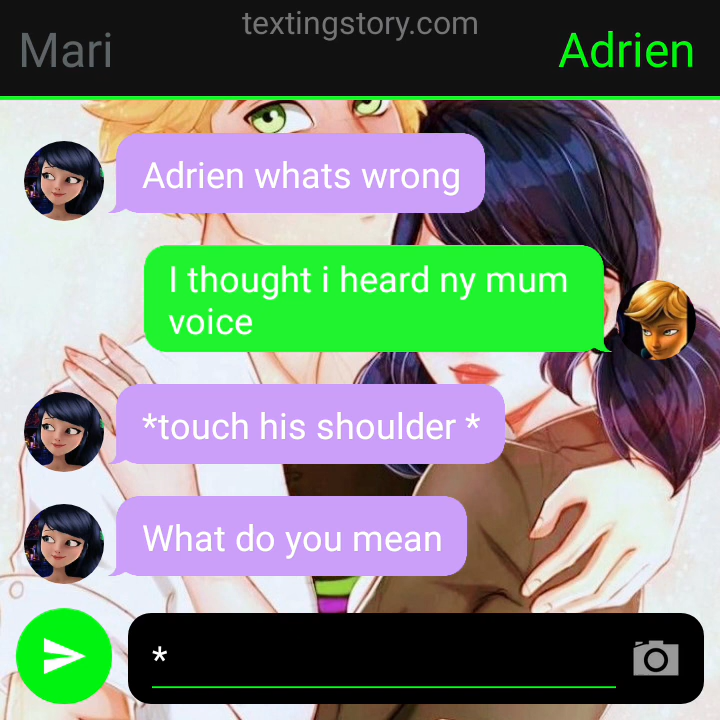 textingstory.com
Mari
Adrien
Adrien whats wrong
I thought i heard ny mum
voice
*touch his shoulder *
What do you mean
*